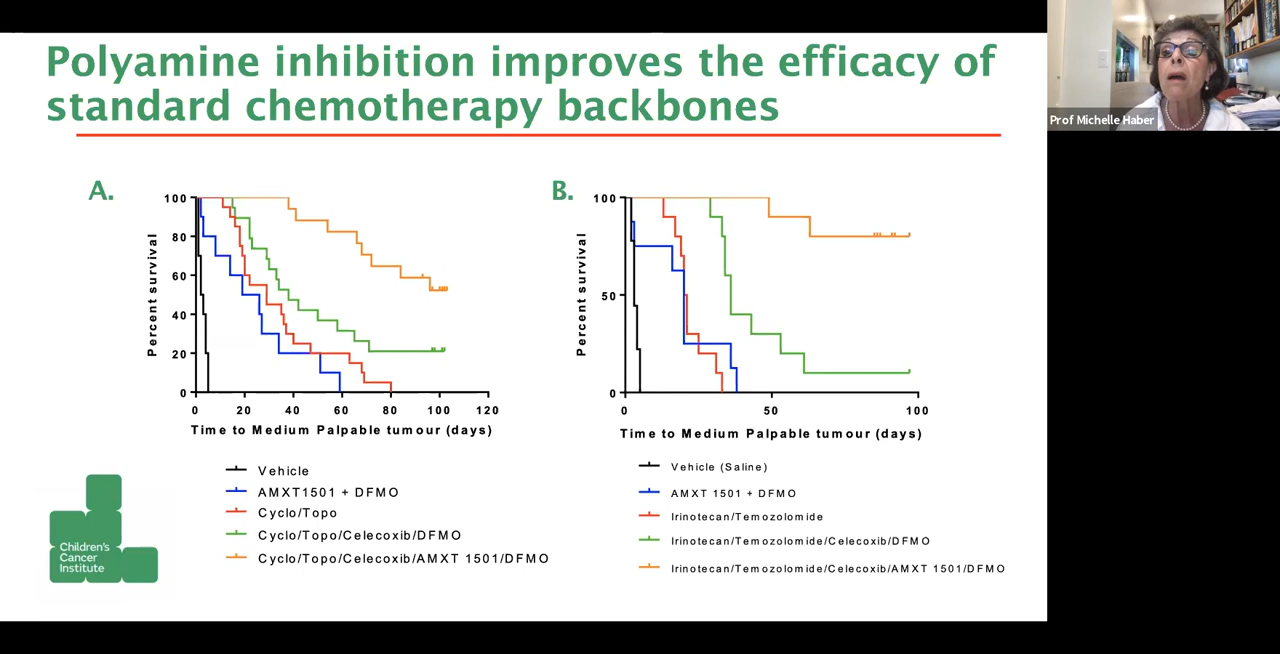 Polyamine inhibition improves the efficacy of
standard chemotherapy backbones
Prof Michelle Haber
A.
Percent survival
100
80
60
40
20
0
0 20 40 60 80 100 120
Time to Medium Palpable tumour (days)
Vehicle
AMXT1501 + DFMO
Cyclo/Topo
Cyclo/Topo/Celecoxib/DFMO
Cyclo/Topo/Celecoxib/AMXT 1501/DFMO
B.
Percent survival
100
50
0
0 50 100
Time to Medium Palpable tumour (days)
Vehicle (Saline)
AMXT 1501 + DFMO
Irinotecan/Temozolomide
Irinotecan/Temozolomide/Celecoxib/DFMO
Irinotecan/Temozolomide/Celecoxib/AMXT 1501/DFMO
Children's
Cancer
Institute